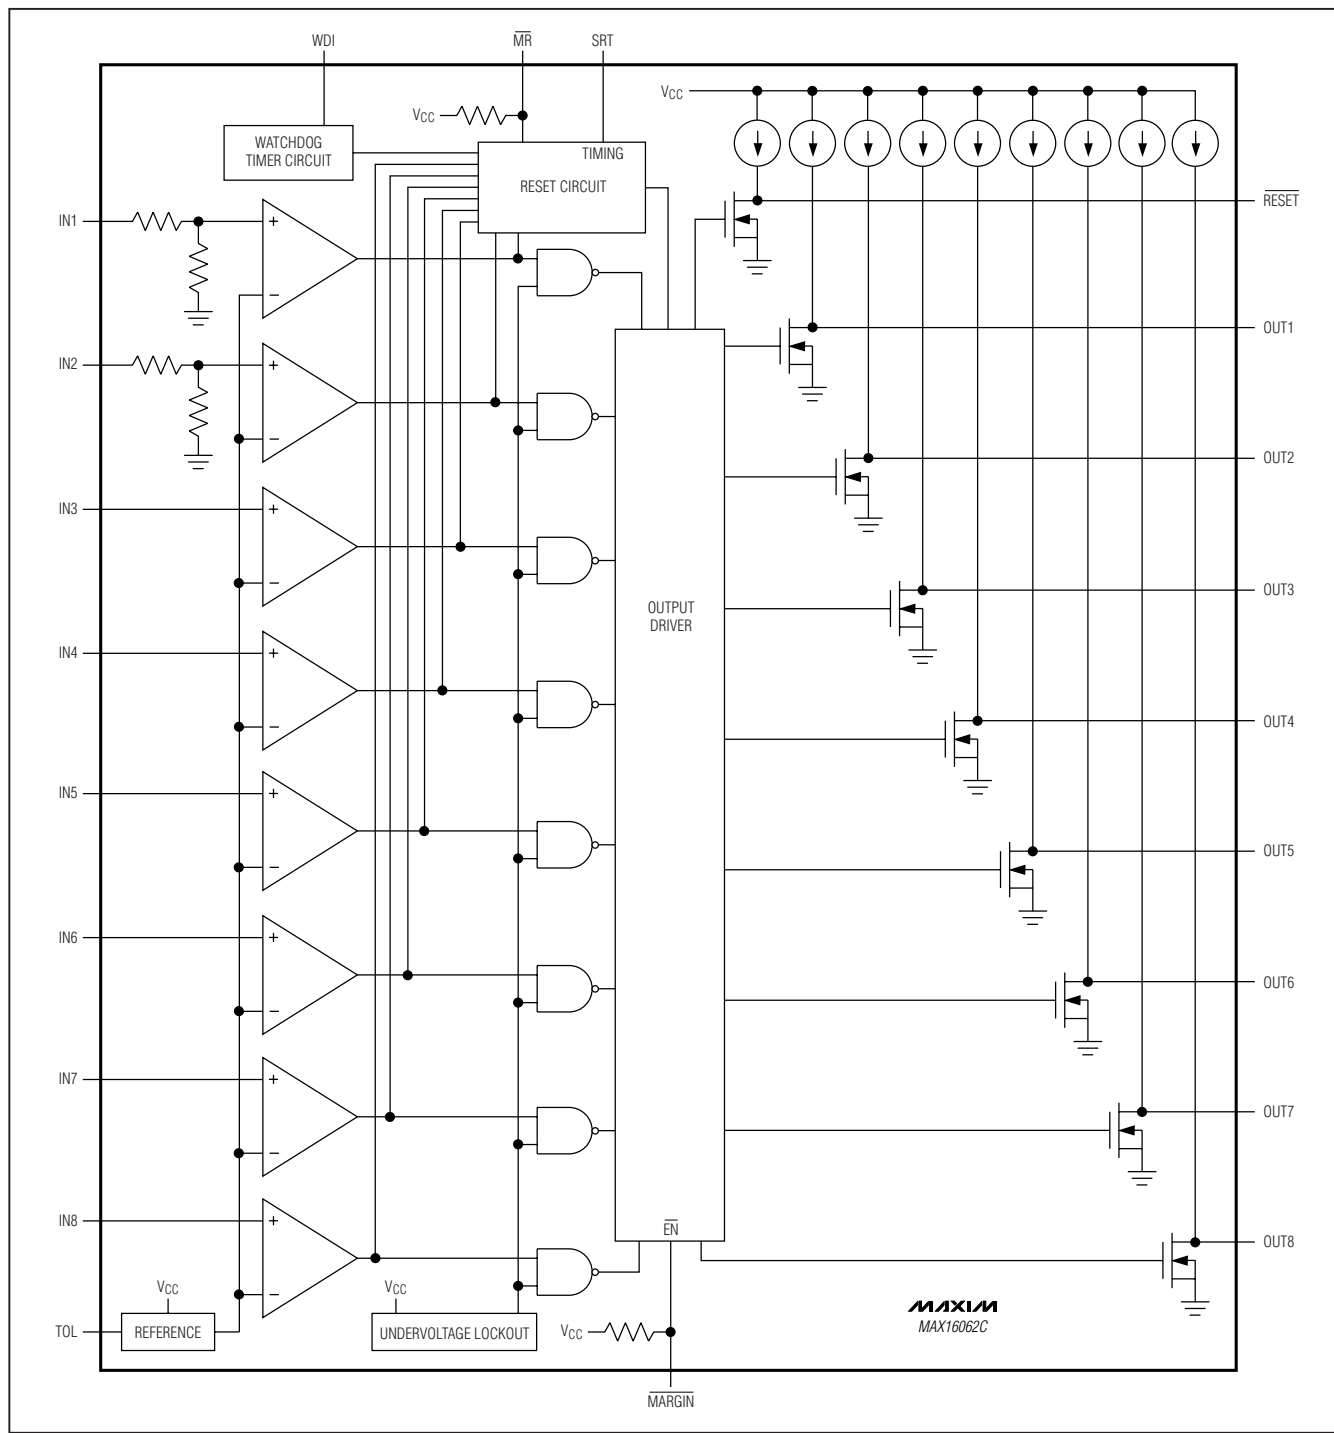 WDI
MR
SRT
VCC
VCC
WATCHDOG
TIMER CIRCUIT
TIMING
RESET CIRCUIT
IN1
+
−
RESET
OUT1
IN2
+
−
OUT2
IN3
+
−
OUT3
OUTPUT
DRIVER
IN4
+
−
OUT4
IN5
+
−
OUT5
IN6
+
−
OUT6
IN7
+
−
OUT7
IN8
+
−
EN
OUT8
VCC
VCC
TOL
REFERENCE
UNDERVOLTAGE LOCKOUT
VCC
MAXIM
MAX16062C
MARGIN